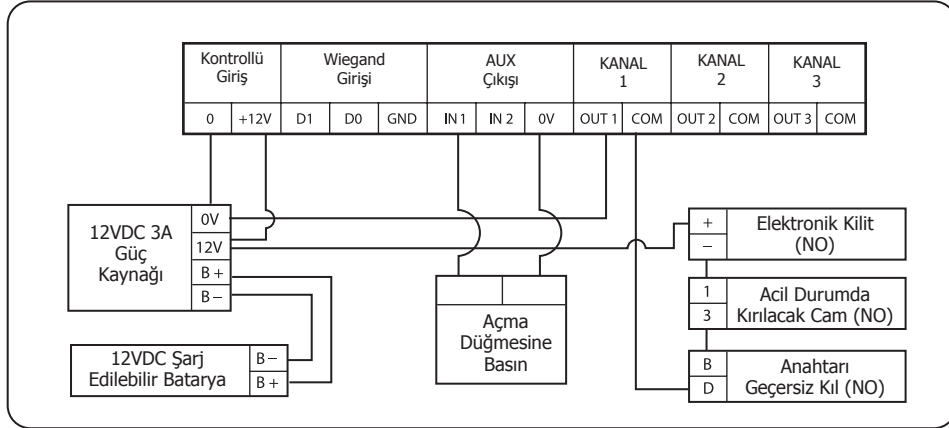 Kontrollü
Giriş
Wiegand
Girişi
AUX
Çıkışı
KANAL
1
KANAL
2
KANAL
3
0 +12V D1 D0 GND IN 1 IN 2 0V OUT 1 COM OUT 2 COM OUT 3 COM
12VDC 3A
Güç
Kaynağı
0V
12V
B +
B –
12VDC Şarj
Edilebilir Batarya
B –
B +
Açma
Düğmesine
Basın
+
–
Elektronik Kilit
(NO)
1
3
Acil Durumda
Kırılacak Cam (NO)
B
D
Anahtarı
Geçersiz Kıl (NO)